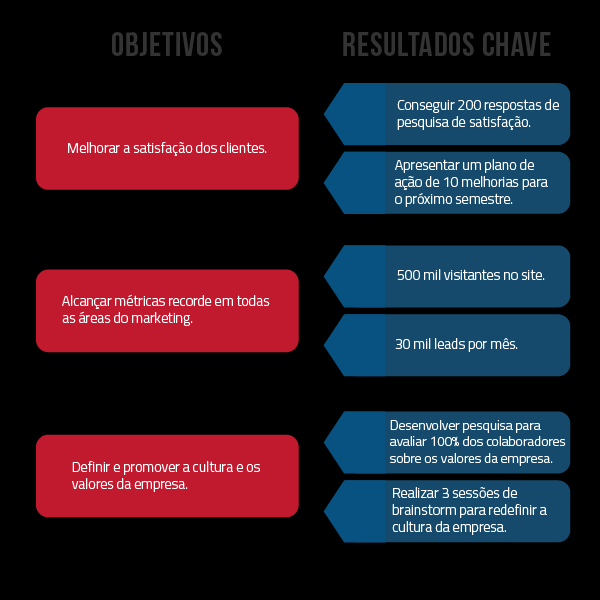 OBJETIVOS
RESULTADOS CHAVE
Melhorar a satisfação dos clientes.
Conseguir 200 respostas de
pesquisa de satisfação.
Apresentar um plano de
ação de 10 melhorias para
o próximo semestre.
Alcançar métricas recorde em todas
as áreas do marketing.
500 mil visitantes no site.
30 mil leads por mês.
Definir e promover a cultura e os
valores da empresa.
Desenvolver pesquisa para
avaliar 100% dos colaboradores
sobre os valores da empresa.
Realizar 3 sessões de
brainstorm para redefinir a
cultura da empresa.